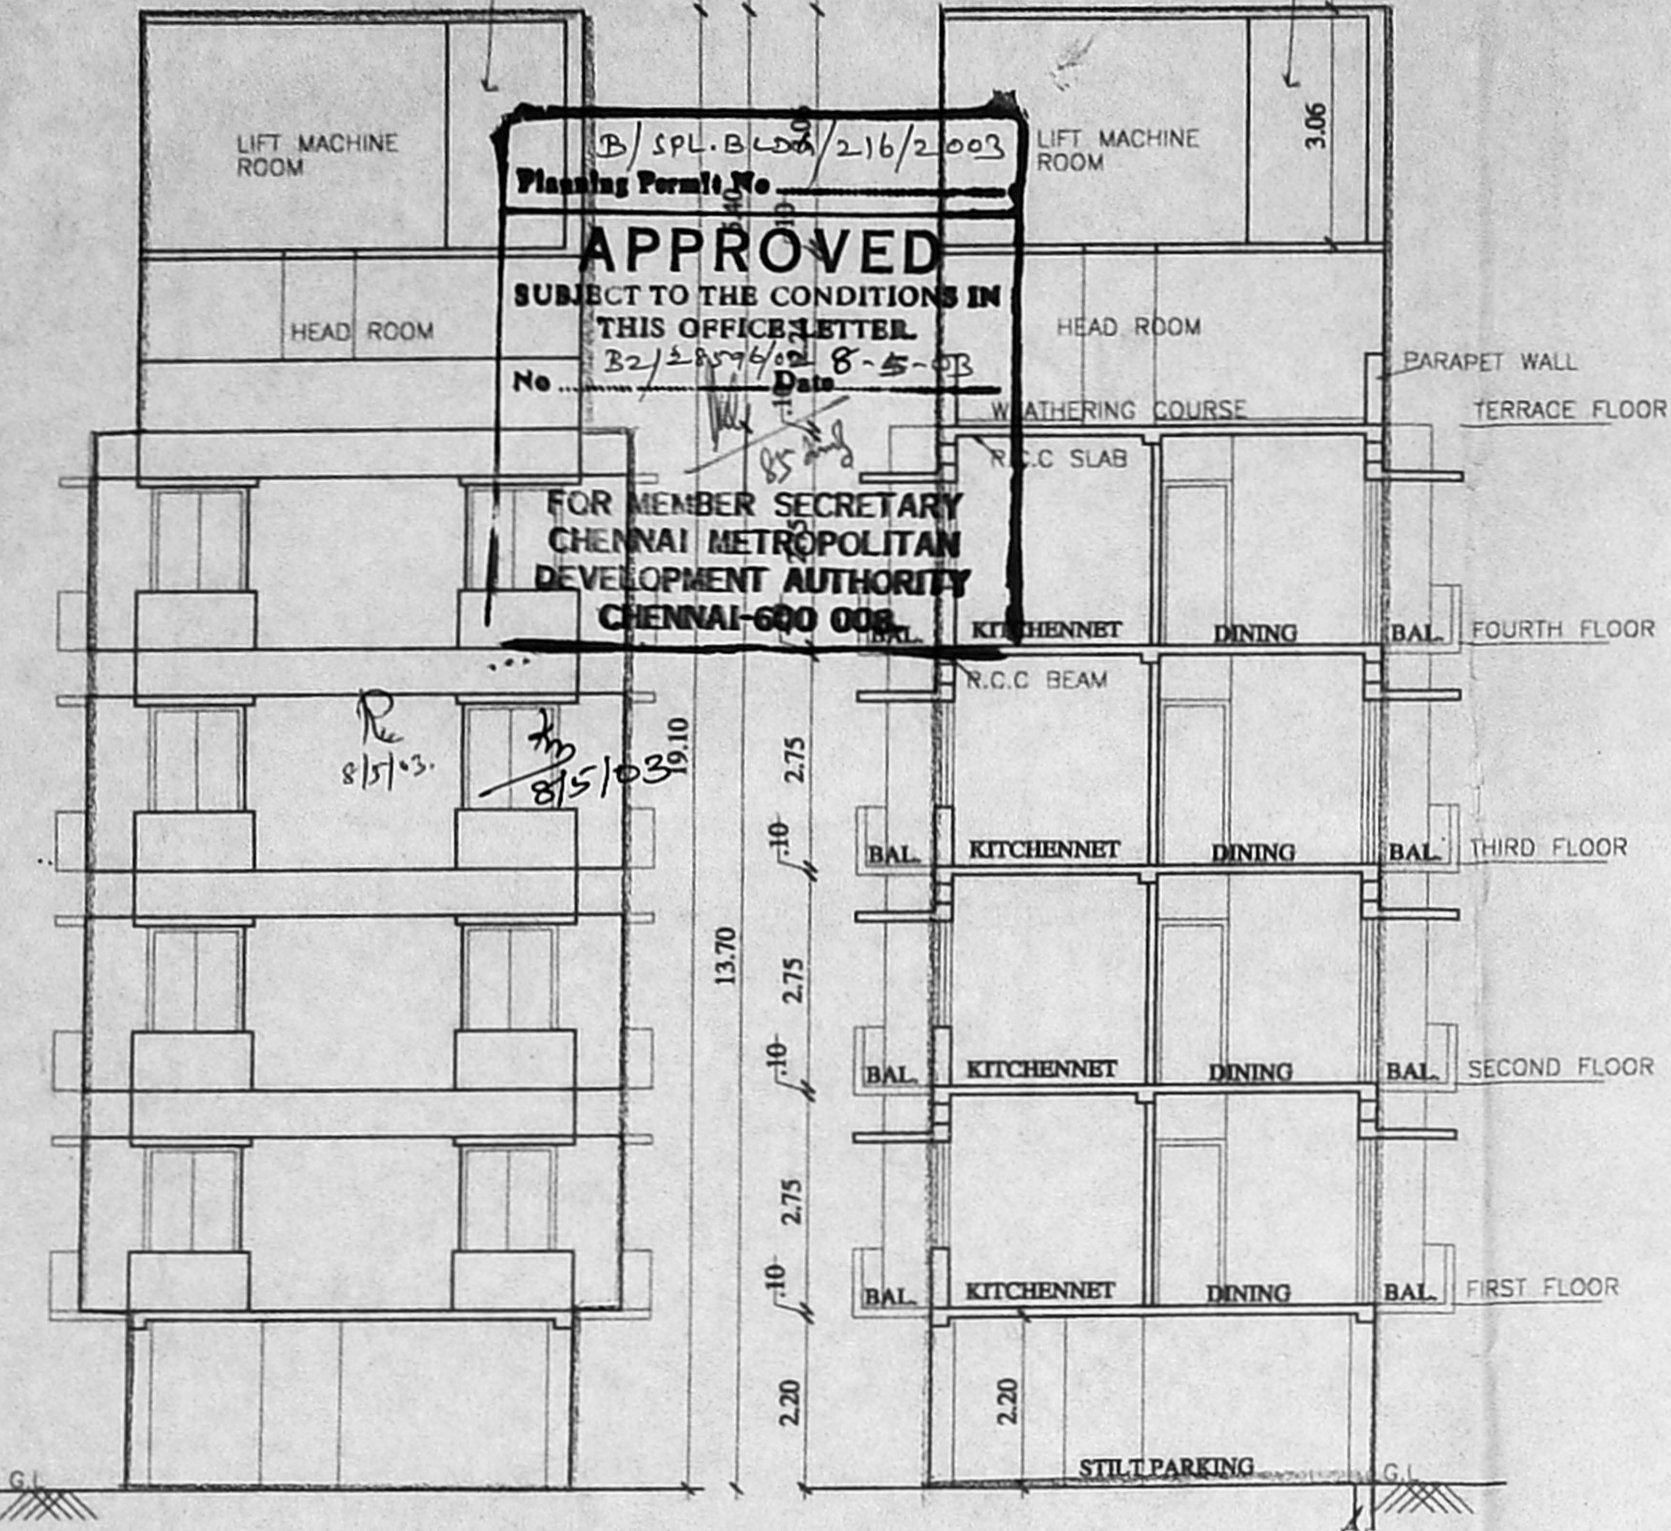 LIFT MACHINE
ROOM
HEAD ROOM
B/SPL.BLDG/216/2003
Planning Permit No
APPROVED
SUBJECT TO THE CONDITIONS IN
THIS OFFICE LETTER
B2/28596/02 8-5-03
No ........ Date
FOR MEMBER SECRETARY
CHENNAI METROPOLITAN
DEVELOPMENT AUTHORITY
CHENNAI-600 008.
8/5/03.
8/5/03
5.40
.10
.10
19.10
13.70
2.75
.10
2.75
.10
2.75
.10
2.20
G.L
LIFT MACHINE
ROOM
3.06
HEAD ROOM
PARAPET WALL
WEATHERING COURSE
TERRACE FLOOR
R.C.C SLAB
BAL. KITCHENNET DINING BAL. FOURTH FLOOR
R.C.C BEAM
BAL. KITCHENNET DINING BAL. THIRD FLOOR
BAL. KITCHENNET DINING BAL. SECOND FLOOR
BAL. KITCHENNET DINING BAL. FIRST FLOOR
2.20
STILT PARKING
G.L